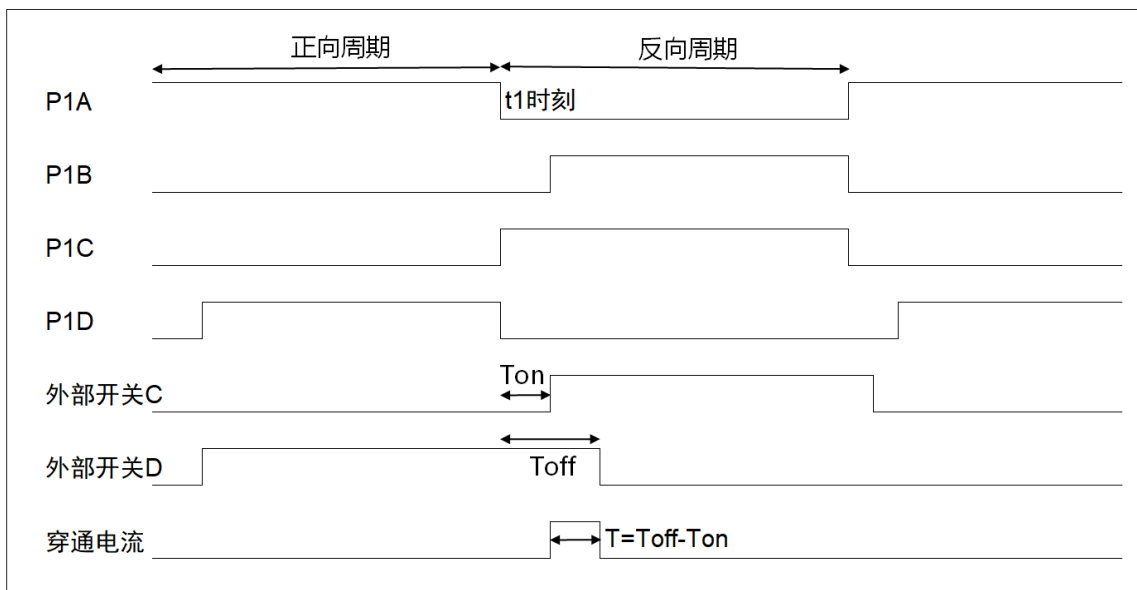 正向周期
反向周期
P1A
t1时刻
P1B
P1C
P1D
外部开关C
Ton
外部开关D
Toff
穿通电流
T=Toff-Ton